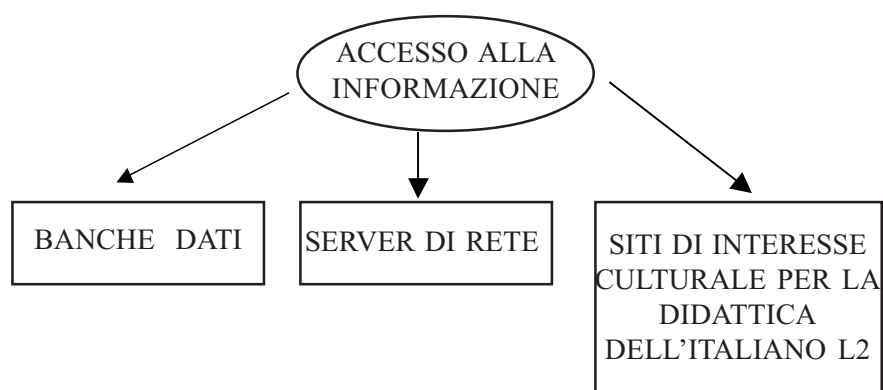 ACCESSO ALLA
INFORMAZIONE
BANCHE DATI
SERVER DI RETE
SITI DI INTERESSE
CULTURALE PER LA
DIDATTICA
DELL’ITALIANO L2